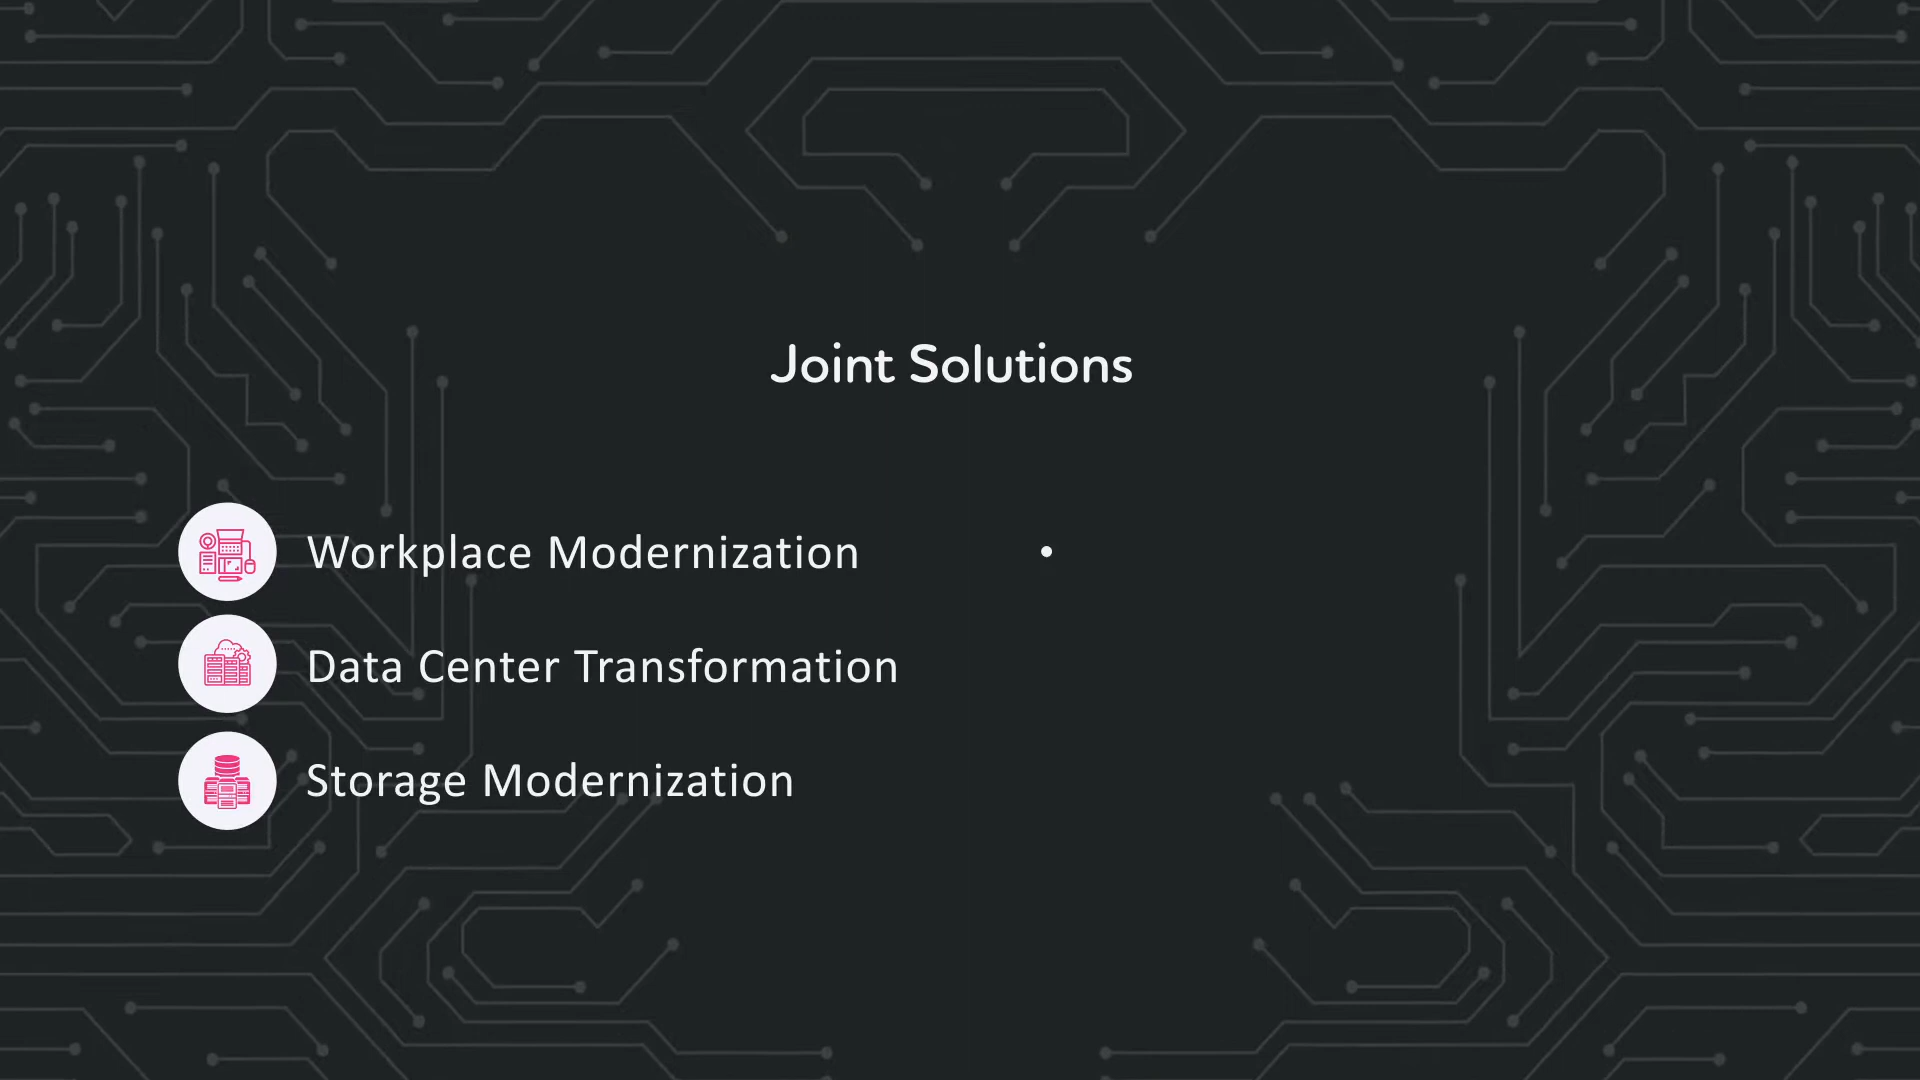 Joint Solutions
Workplace Modernization
Data Center Transformation
Storage Modernization